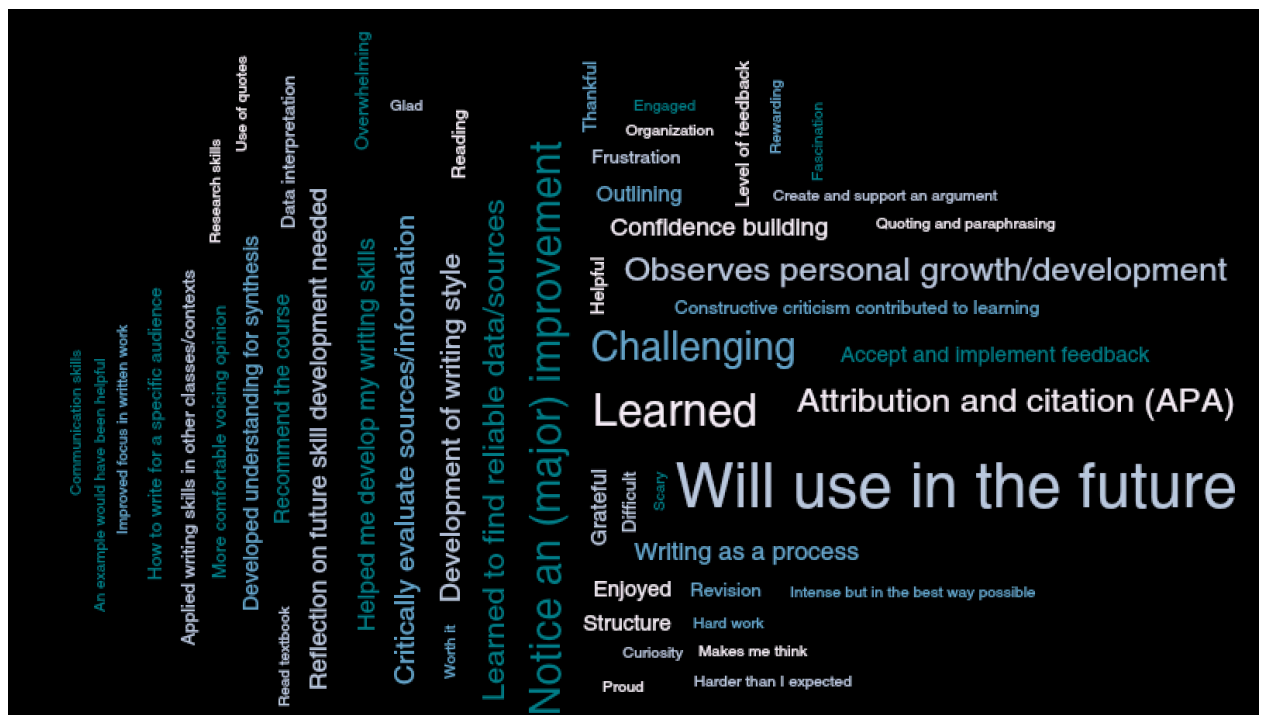 Communication skills
An example would have been helpful
Improved focus in written work
How to write for a specific audience
Applied writing skills in other classes/contexts
Research skills
More comfortable voicing opinion
Use of quotes
Developed understanding for synthesis
Data interpretation
Recommend the course
Read textbook
Reflection on future skill development needed
Overwhelming
Helped me develop my writing skills
Glad
Critically evaluate sources/information
Reading
Development of writing style
Worth it
Learned to find reliable data/sources
Notice an (major) improvement
Thankful
Engaged
Organization
Level of feedback
Rewarding
Fascination
Frustration
Outlining
Create and support an argument
Confidence building
Quoting and paraphrasing
Helpful
Observes personal growth/development
Constructive criticism contributed to learning
Challenging
Accept and implement feedback
Learned
Attribution and citation (APA)
Grateful
Difficult
Scary
Will use in the future
Writing as a process
Enjoyed
Revision
Intense but in the best way possible
Structure
Hard work
Curiosity
Makes me think
Proud
Harder than I expected